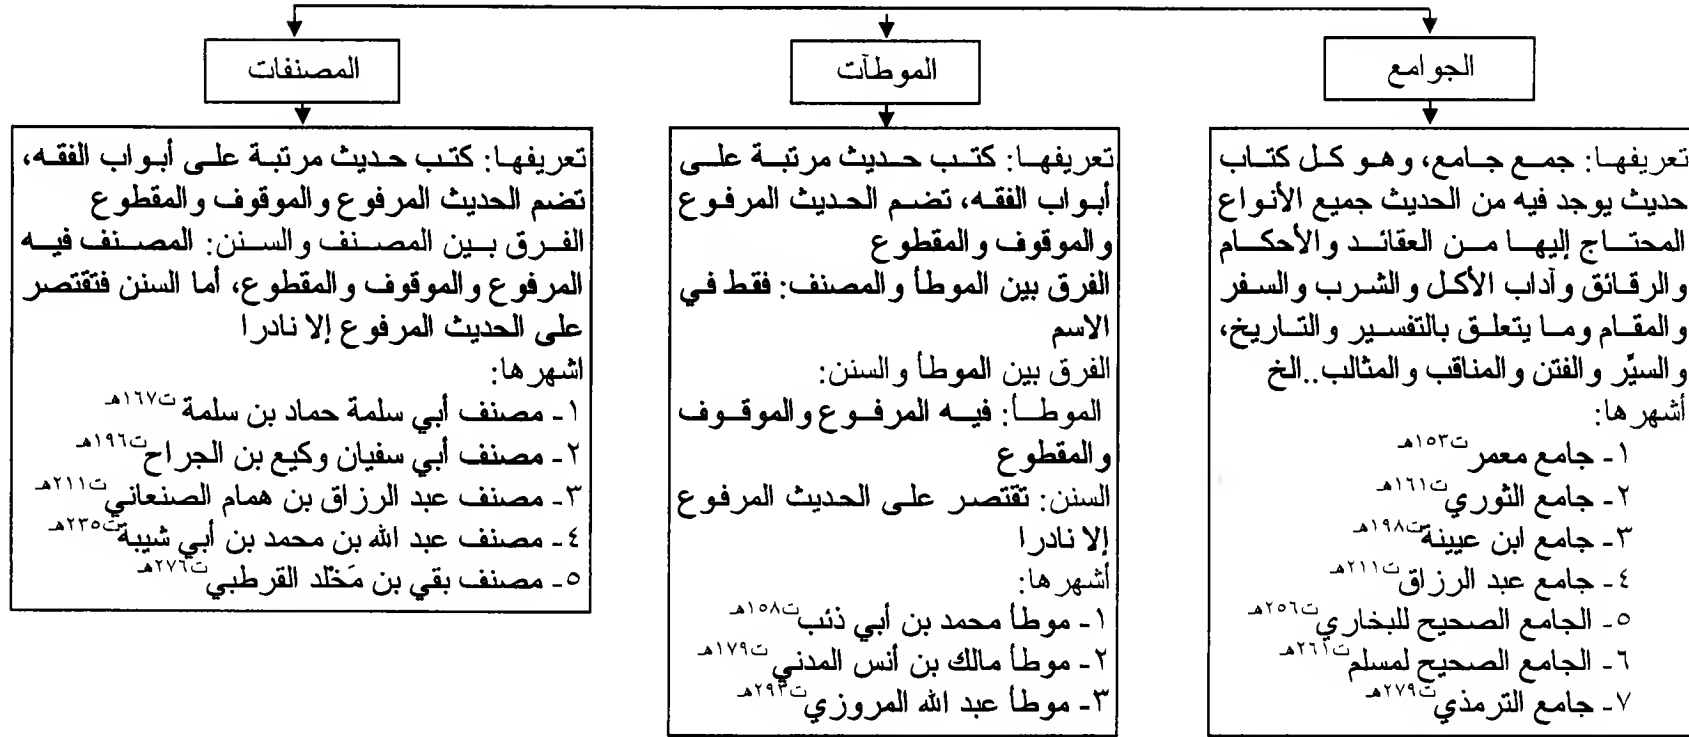 الجوامع
تعريفها: جمع جامع، وهو كل كتاب
حديث يوجد فيه من الحديث جميع الأنواع
المحتاج إليها من العقائد والأحكام
والرقائق وآداب الأكل والشرب والسفر
والمقام وما يتعلق بالتفسير والتاريخ،
والسيِّر والفتن والمناقب والمثالب..الخ
أشهرها:
١- جامع معمر ت١٥٣هـ
٢- جامع الثوري ت١٦١هـ
٣- جامع ابن عيينة ت١٩٨هـ
٤- جامع عبد الرزاق ت٢١١هـ
٥- الجامع الصحيح للبخاري ت٢٥٦هـ
٦- الجامع الصحيح لمسلم ت٢٦١هـ
٧- جامع الترمذي ت٢٧٩هـ
الموطآت
تعريفها: كتب حديث مرتبة على
أبواب الفقه، تضم الحديث المرفوع
والموقوف والمقطوع
الفرق بين الموطأ والمصنف: فقط في
الاسم
الفرق بين الموطأ والسنن:
الموطأ: فيه المرفوع والموقوف
والمقطوع
السنن: تقتصر على الحديث المرفوع
إلا نادرا
أشهرها:
١- موطأ محمد بن أبي ذئب ت١٥٨هـ
٢- موطأ مالك بن أنس المدني ت١٧٩هـ
٣- موطأ عبد الله المروزي ت٢٩٣هـ
المصنفات
تعريفها: كتب حديث مرتبة على أبواب الفقه،
تضم الحديث المرفوع والموقوف والمقطوع
الفرق بين المصنف والسنن: المصنف فيه
المرفوع والموقوف والمقطوع، أما السنن فتقتصر
على الحديث المرفوع إلا نادرا
اشهرها:
١- مصنف أبي سلمة حماد بن سلمة ت١٦٧هـ
٢- مصنف أبي سفيان وكيع بن الجراح ت١٩٦هـ
٣- مصنف عبد الرزاق بن همام الصنعاني ت٢١١هـ
٤- مصنف عبد الله بن محمد بن أبي شيبة ت٢٣٥هـ
٥- مصنف بقي بن مَخْلد القرطبي ت٢٧٦هـ